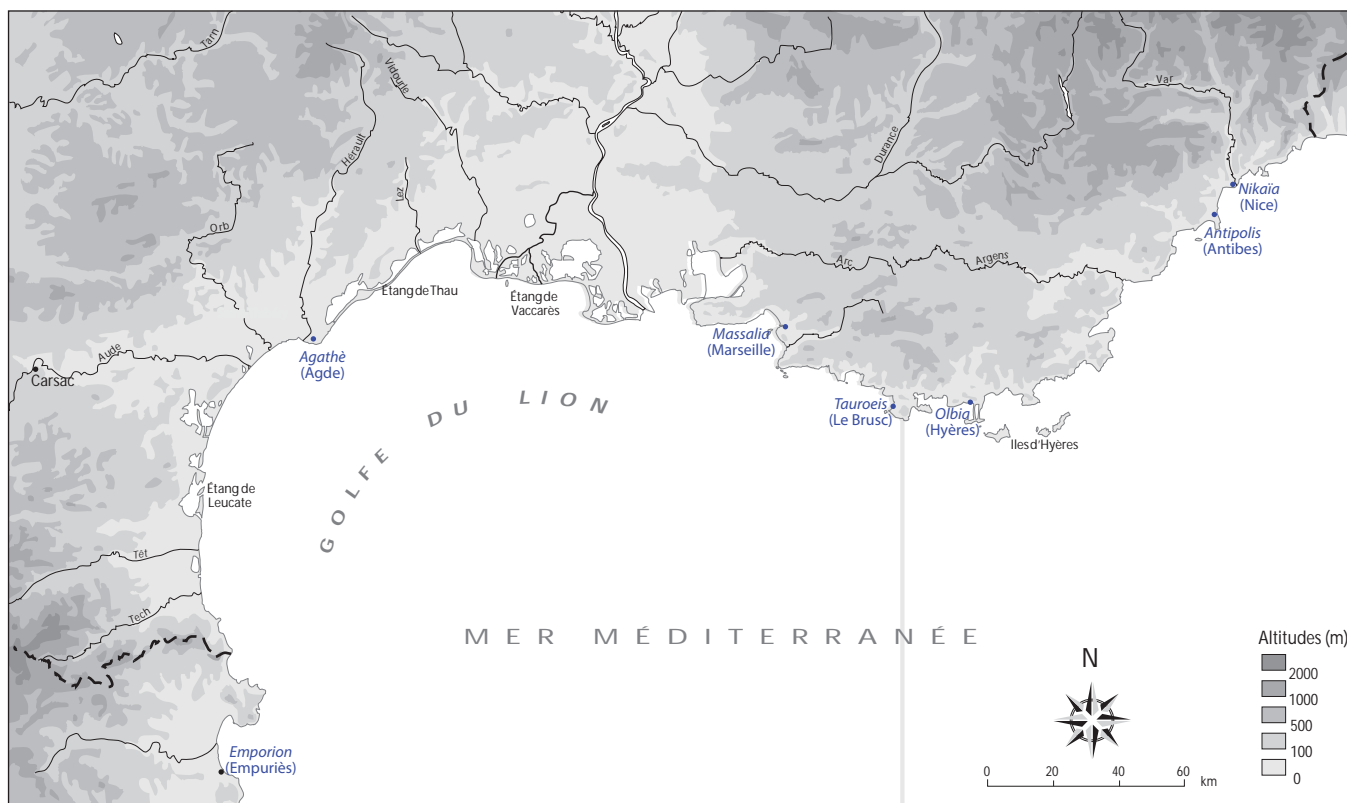 Tarn
Vidourle
Var
Hérault
Durance
Lez
Orb
Nikaïa
(Nice)
Antipolis
(Antibes)
Arc
Argens
Étang de Thau
Étang de
Vaccarès
Massalia
(Marseille)
Agathè
(Agde)
Aude
Carsac
GOLFE DU LION
Tauroeis
(Le Brusc)
Olbia
(Hyères)
Iles d'Hyères
Étang de
Leucate
Têt
Tech
MER MÉDITERRANÉE
Emporion
(Empuriès)
N
0 20 40 60
km
Altitudes (m)
2000
1000
500
100
0